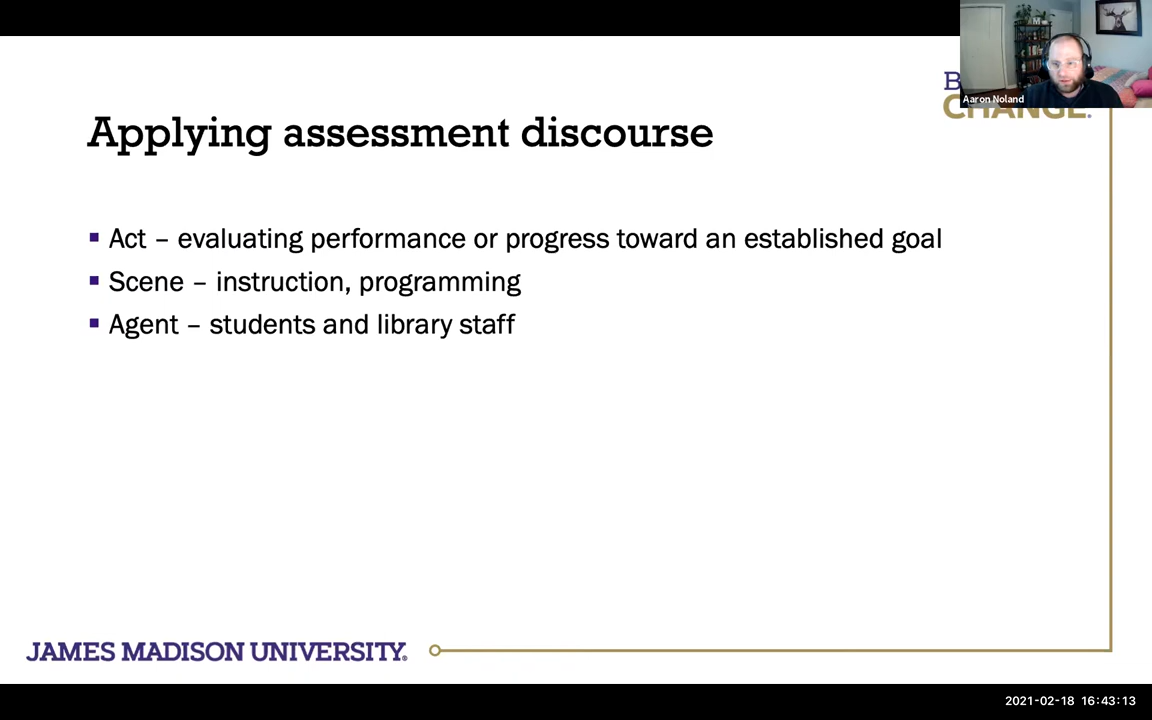 B
Aaron Noland
CHANGE.
Applying assessment discourse
▪ Act – evaluating performance or progress toward an established goal
▪ Scene – instruction, programming
▪ Agent – students and library staff
JAMES MADISON UNIVERSITY®
2021-02-18 16:43:13